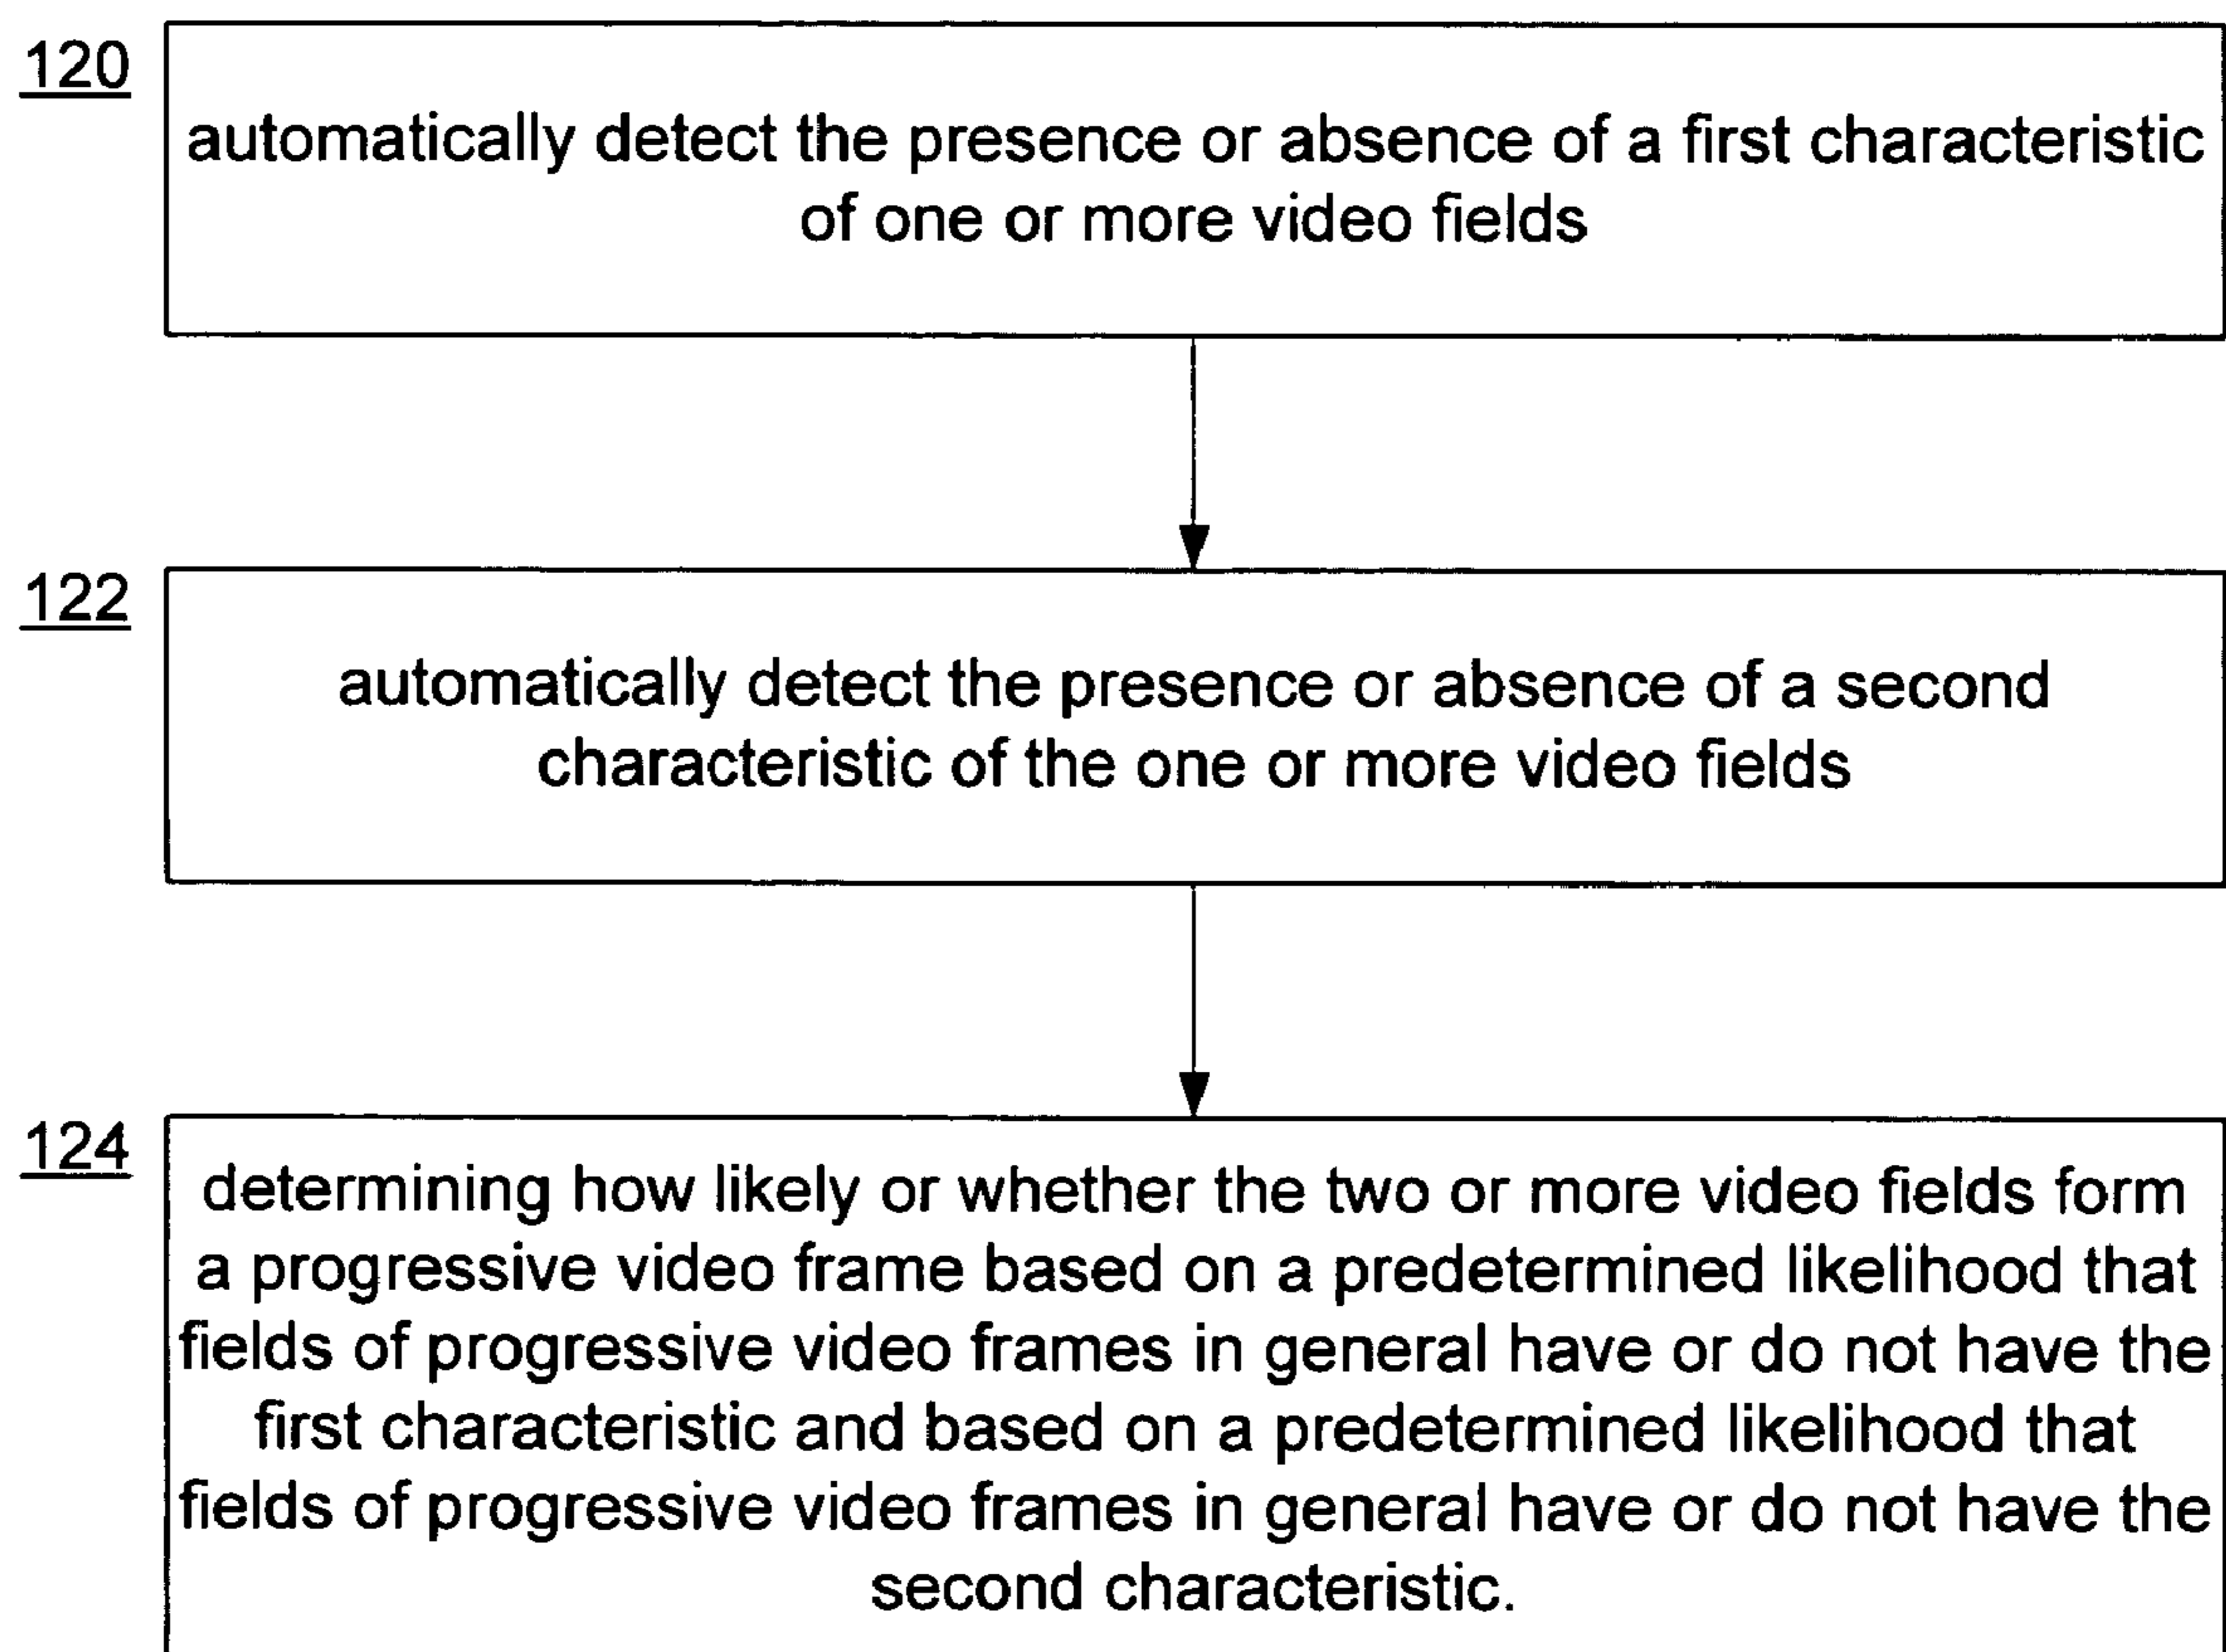 120
automatically detect the presence or absence of a first characteristic
of one or more video fields
122
automatically detect the presence or absence of a second
characteristic of the one or more video fields
124
determining how likely or whether the two or more video fields form
a progressive video frame based on a predetermined likelihood that
fields of progressive video frames in general have or do not have the
first characteristic and based on a predetermined likelihood that
fields of progressive video frames in general have or do not have the
second characteristic.